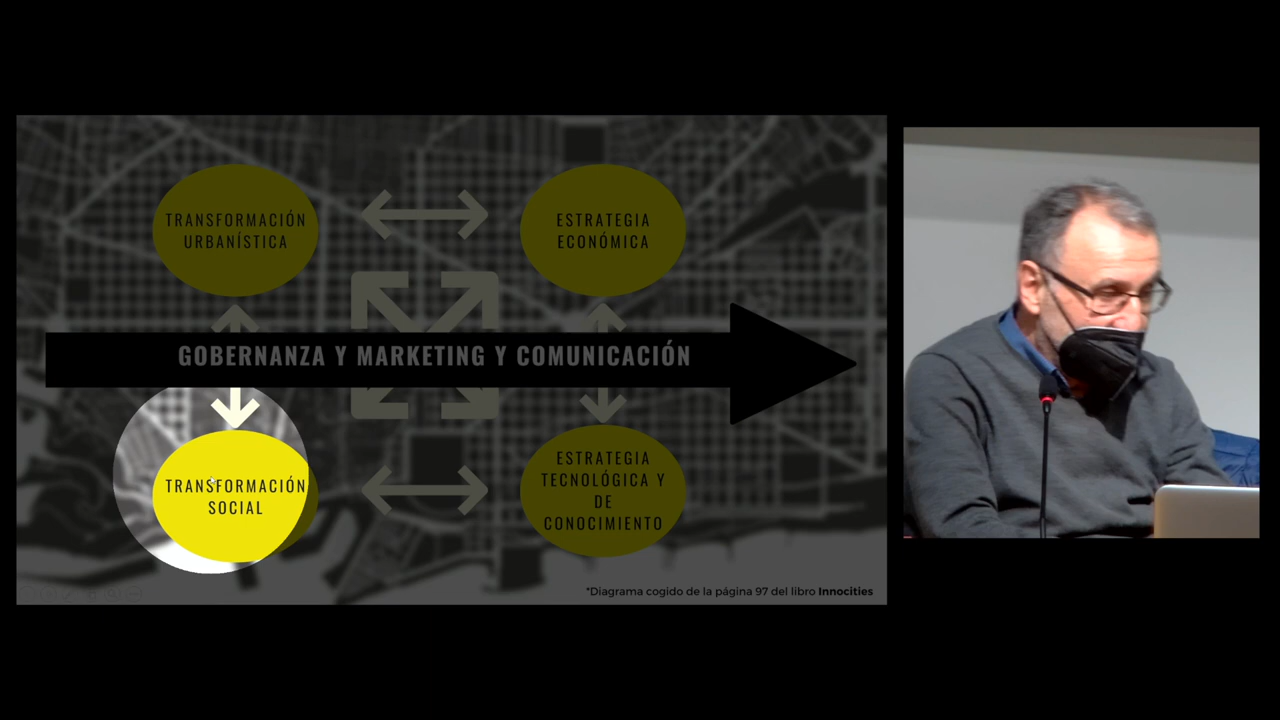 TRANSFORMACIÓN
URBANÍSTICA
ESTRATEGIA
ECONÓMICA
GOBERNANZA Y MARKETING Y COMUNICACIÓN
TRANSFORMACIÓN
SOCIAL
ESTRATEGIA
TECNOLÓGICA Y
DE
CONOCIMIENTO
*Diagrama cogido de la página 97 del libro Innocities